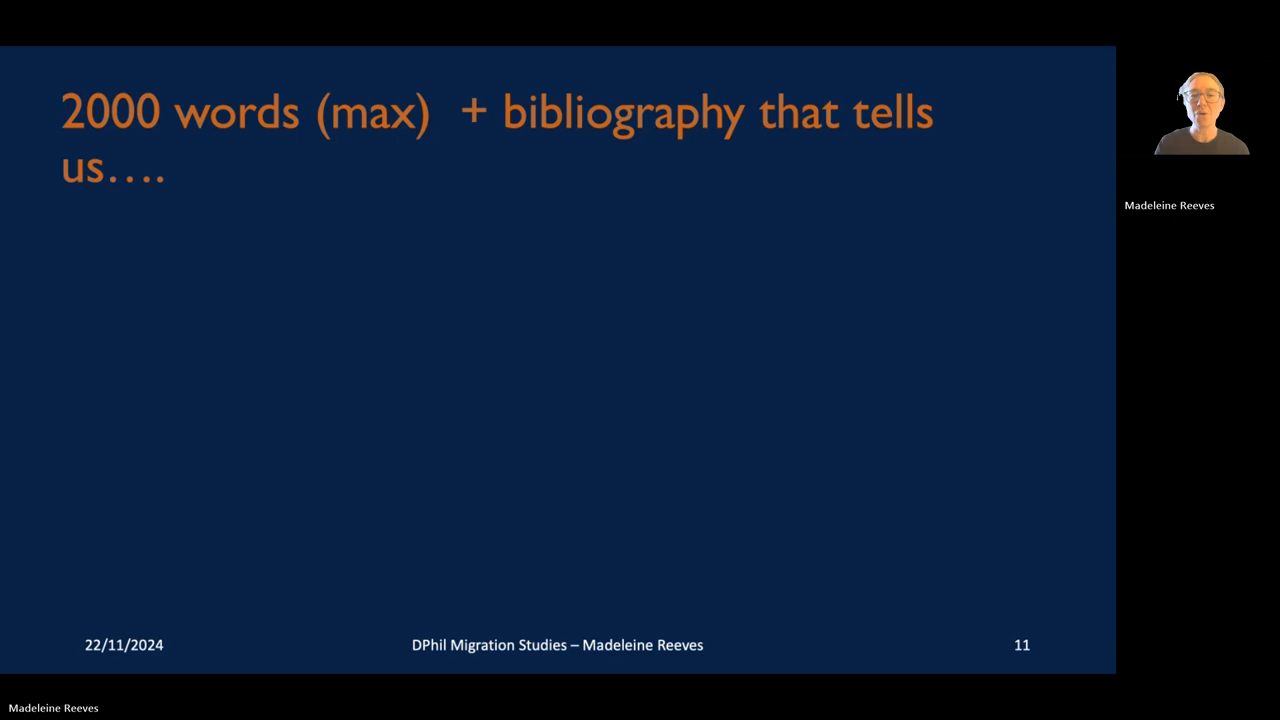 2000 words (max)  + bibliography that tells
us….
Madeleine Reeves
22/11/2024
DPhil Migration Studies – Madeleine Reeves
11
Madeleine Reeves